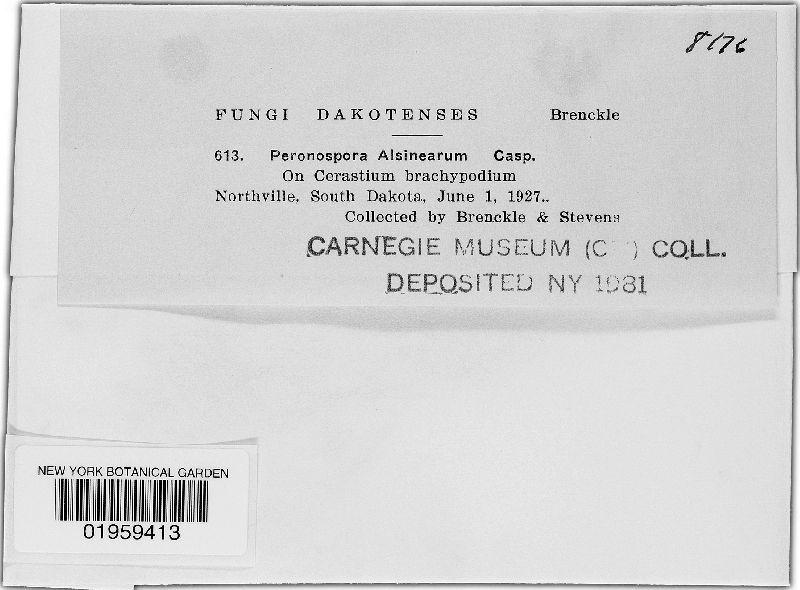 8176
FUNGI DAKOTENSES Brenckle
613. Peronospora Alsinearum Casp.
On Cerastium brachypodium
Northville, South Dakota, June 1, 1927..
Collected by Brenckle & Stevens
CARNEGIE MUSEUM (C ) COLL.
DEPOSITED NY 1981
NEW YORK BOTANICAL GARDEN
01959413